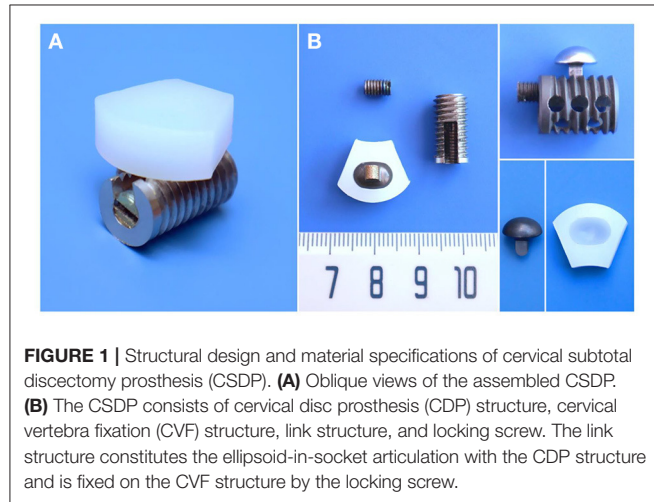 A
B
7 8 9 10
FIGURE 1 | Structural design and material specifications of cervical subtotal
discectomy prosthesis (CSDP). (A) Oblique views of the assembled CSDP.
(B) The CSDP consists of cervical disc prosthesis (CDP) structure, cervical
vertebra fixation (CVF) structure, link structure, and locking screw. The link
structure constitutes the ellipsoid-in-socket articulation with the CDP structure
and is fixed on the CVF structure by the locking screw.